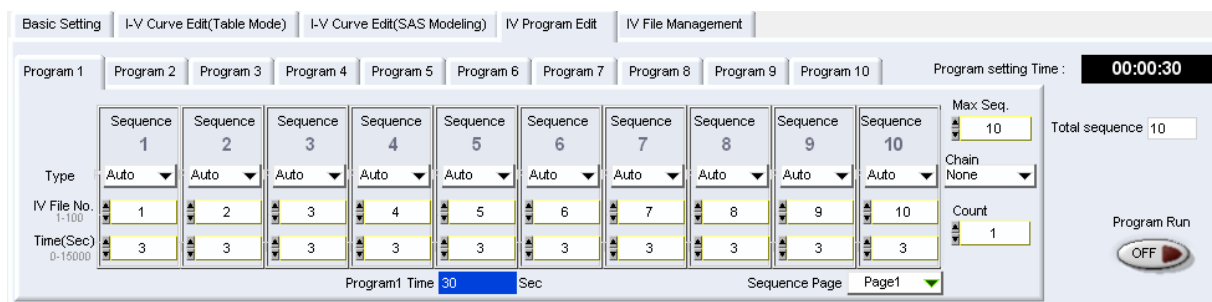 Basic Setting I-V Curve Edit(Table Mode) I-V Curve Edit(SAS Modeling) IV Program Edit IV File Management
Program 1 Program 2 Program 3 Program 4 Program 5 Program 6 Program 7 Program 8 Program 9 Program 10 Program setting Time : 00:00:30
Sequence Sequence Sequence Sequence Sequence Sequence Sequence Sequence Sequence Sequence Max Seq.
1 2 3 4 5 6 7 8 9 10 10 Total sequence 10
Chain
Type Auto Auto Auto Auto Auto Auto Auto Auto Auto Auto None
IV File No. 1 2 3 4 5 6 7 8 9 10 Count
1-100
1 Program Run
Time(Sec) 3 3 3 3 3 3 3 3 3 3
0-15000 OFF
Program1 Time 30 Sec Sequence Page Page1